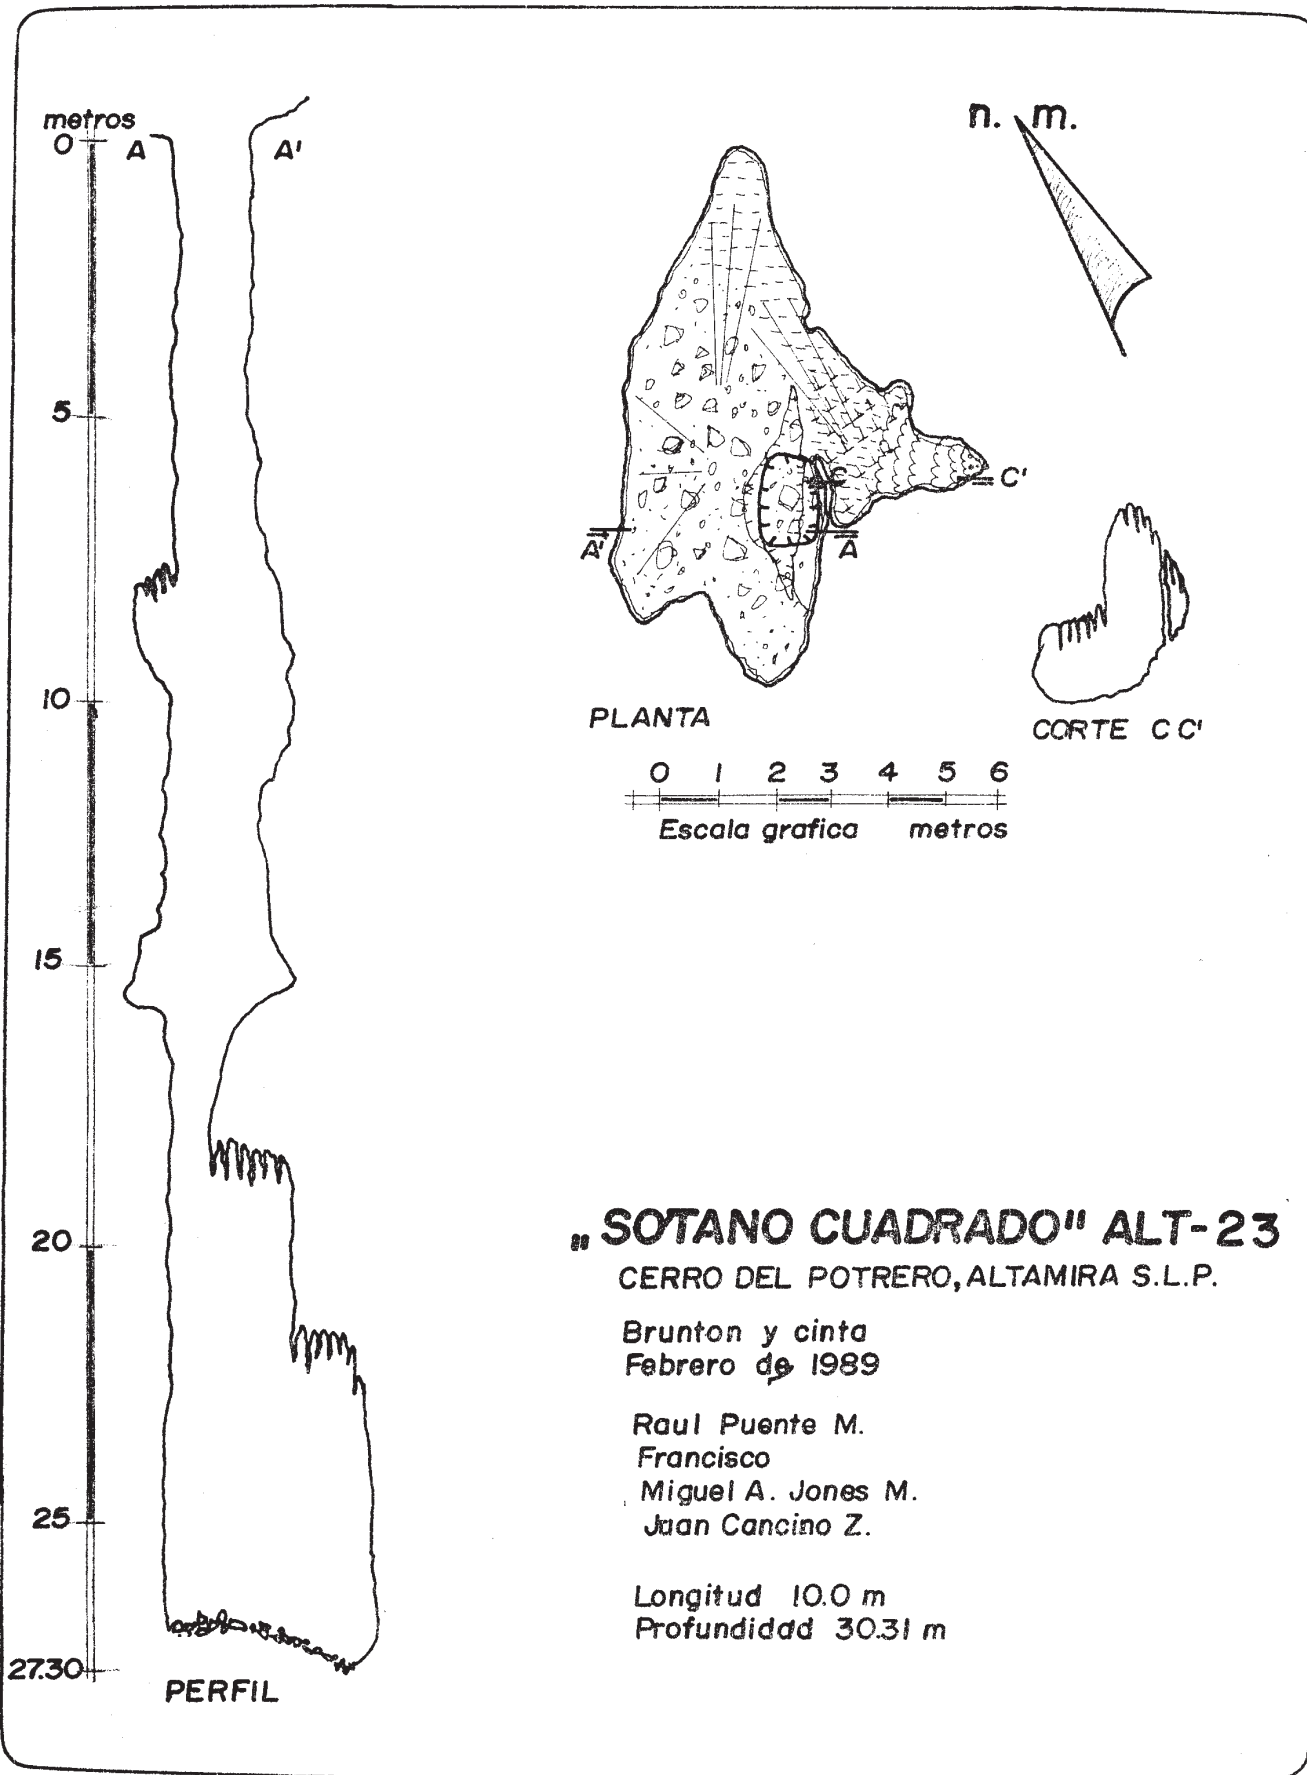 metros
0
A
A'
5
10
15
20
25
27.30
PERFIL
n. m.
C
C'
A'
A
PLANTA
CORTE C C'
0 1 2 3 4 5 6
Escala grafica metros
„SOTANO CUADRADO" ALT-23
CERRO DEL POTRERO, ALTAMIRA S.L.P.
Brunton y cinta
Febrero de 1989
Raul Puente M.
Francisco
Miguel A. Jones M.
Juan Cancino Z.
Longitud 10.0 m
Profundidad 30.31 m